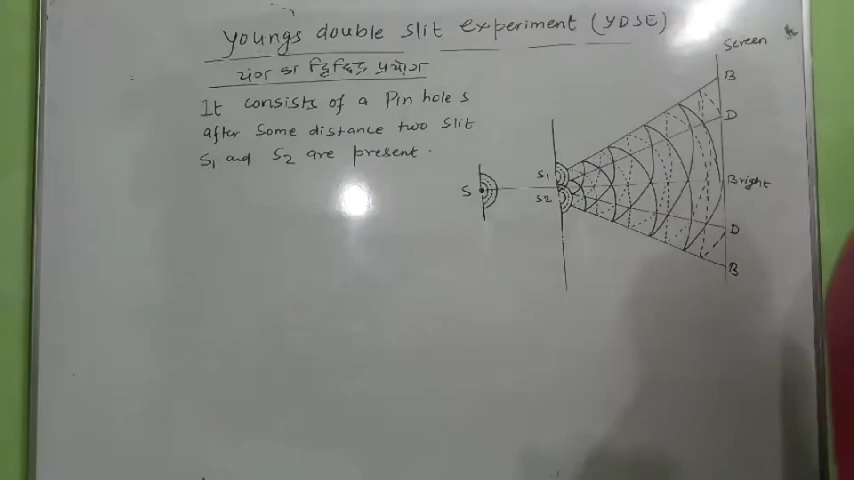 Youngs double slit experiment (YDSE)
यंग का द्विछिद्र प्रयोग
It consists of a Pin hole S
after Some distance two slit
S1 and S2 are present.
Screen
B
D
S1
Bright
S
S2
D
B